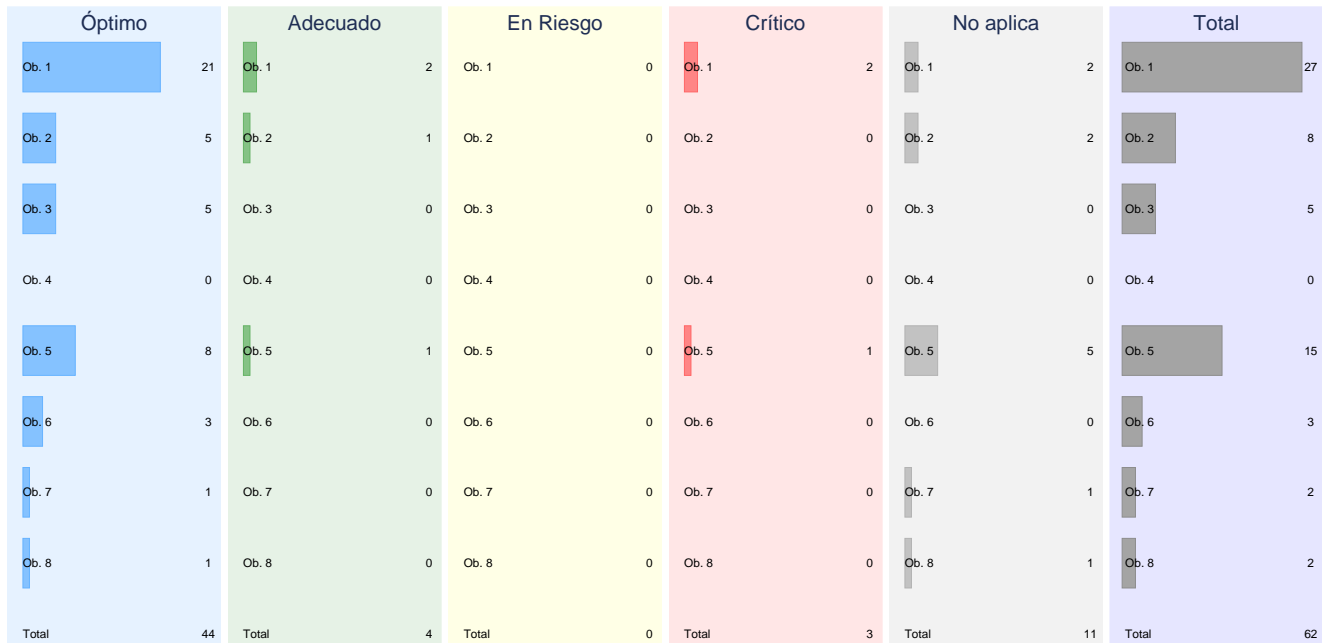 Óptimo Adecuado En Riesgo Crítico No aplica Total
Ob. 1 21 Ob. 1 2 Ob. 1 0 Ob. 1 2 Ob. 1 2 Ob. 1 27
Ob. 2 5 Ob. 2 1 Ob. 2 0 Ob. 2 0 Ob. 2 2 Ob. 2 8
Ob. 3 5 Ob. 3 0 Ob. 3 0 Ob. 3 0 Ob. 3 0 Ob. 3 5
Ob. 4 0 Ob. 4 0 Ob. 4 0 Ob. 4 0 Ob. 4 0 Ob. 4 0
Ob. 5 8 Ob. 5 1 Ob. 5 0 Ob. 5 1 Ob. 5 5 Ob. 5 15
Ob. 6 3 Ob. 6 0 Ob. 6 0 Ob. 6 0 Ob. 6 0 Ob. 6 3
Ob. 7 1 Ob. 7 0 Ob. 7 0 Ob. 7 0 Ob. 7 1 Ob. 7 2
Ob. 8 1 Ob. 8 0 Ob. 8 0 Ob. 8 0 Ob. 8 1 Ob. 8 2
Total 44 Total 4 Total 0 Total 3 Total 11 Total 62